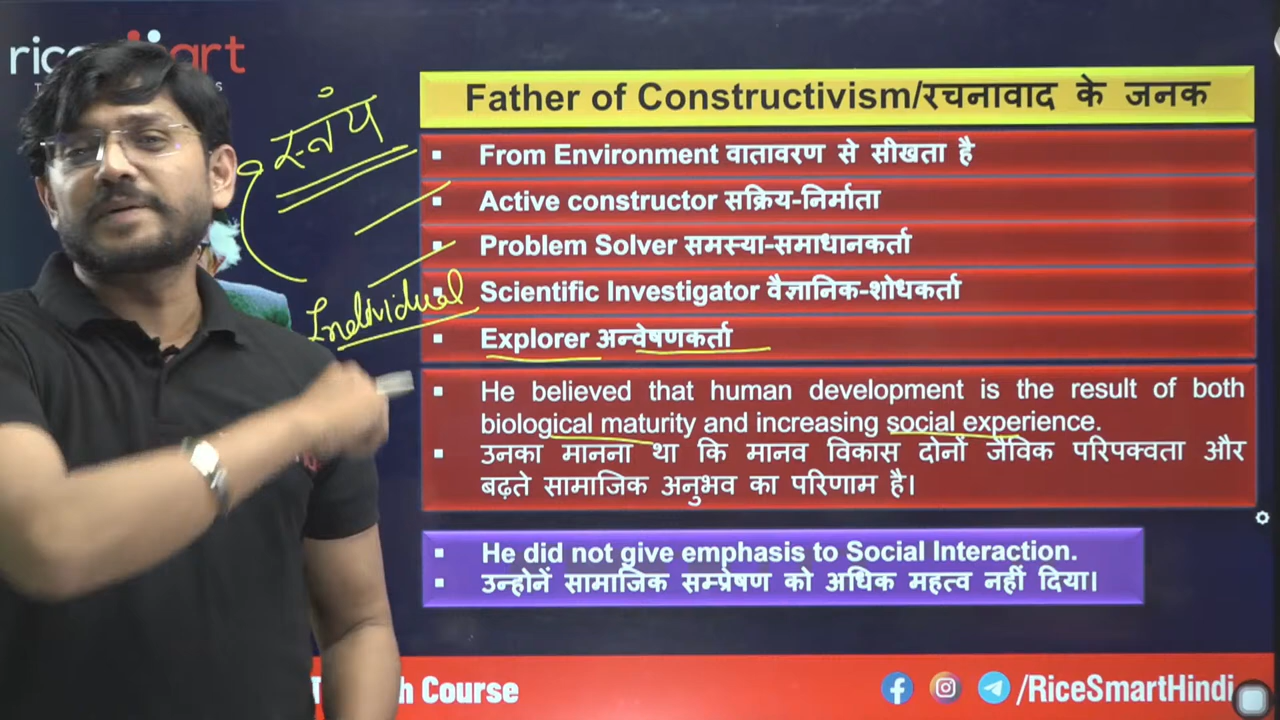 Father of Constructivism/रचनावाद के जनक
स्वयं
From Environment वातावरण से सीखता है
Active constructor सक्रिय-निर्माता
Problem Solver समस्या-समाधानकर्ता
Individual
Scientific Investigator वैज्ञानिक-शोधकर्ता
Explorer अन्वेषणकर्ता
He believed that human development is the result of both
biological maturity and increasing social experience.
उनका मानना था कि मानव विकास दोनों जैविक परिपक्वता और
बढ़ते सामाजिक अनुभव का परिणाम है।
He did not give emphasis to Social Interaction.
उन्होनें सामाजिक सम्प्रेषण को अधिक महत्व नहीं दिया।
Course
/RiceSmartHindi